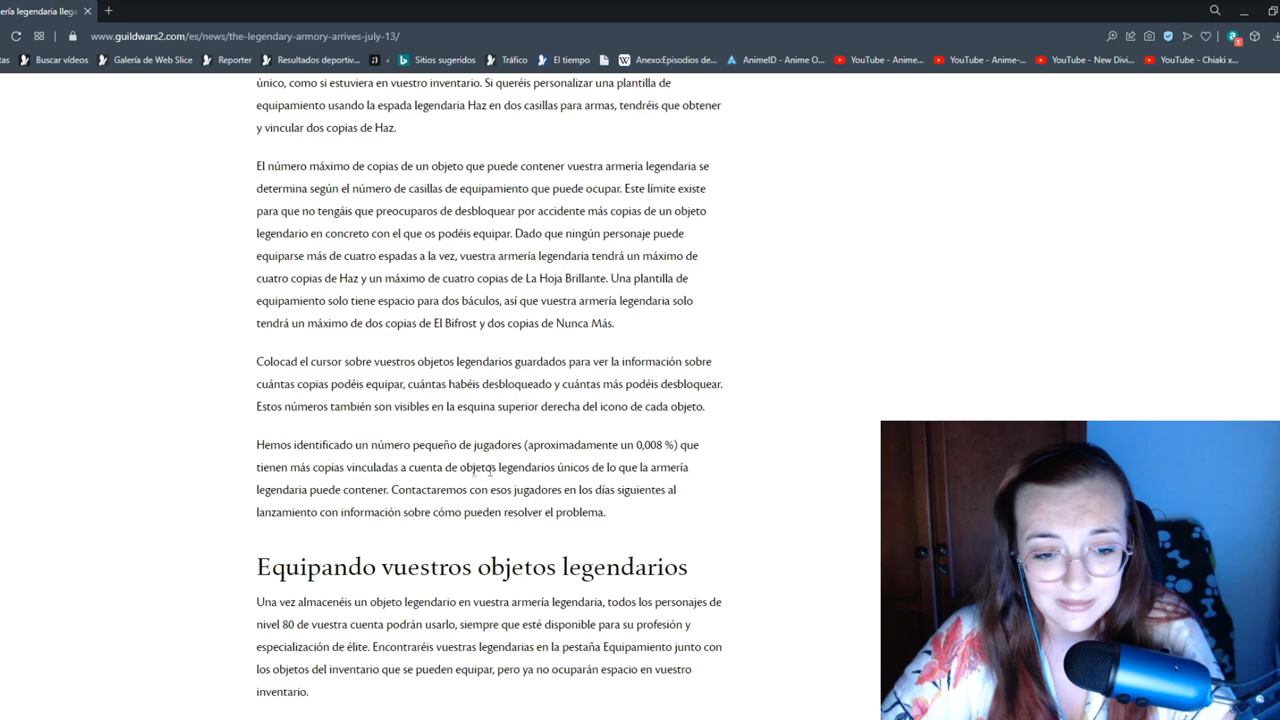 ería legendaria lleg
www.guildwars2.com/es/news/the-legendary-armory-arrives-july-13/
tas Buscar vídeos Galería de Web Slice Reporter Resultados deportiv... Sitios sugeridos Tráfico El tiempo Anexo:Episodios de... AnimeID - Anime O... YouTube - Anime... YouTube - Anime-... YouTube - New Divi... YouTube - Chiaki x...
único, como si estuviera en vuestro inventario. Si queréis personalizar una plantilla de
equipamiento usando la espada legendaria Haz en dos casillas para armas, tendréis que obtener
y vincular dos copias de Haz.
El número máximo de copias de un objeto que puede contener vuestra armería legendaria se
determina según el número de casillas de equipamiento que puede ocupar. Este límite existe
para que no tengáis que preocuparos de desbloquear por accidente más copias de un objeto
legendario en concreto con el que os podéis equipar. Dado que ningún personaje puede
equiparse más de cuatro espadas a la vez, vuestra armería legendaria tendrá un máximo de
cuatro copias de Haz y un máximo de cuatro copias de La Hoja Brillante. Una plantilla de
equipamiento solo tiene espacio para dos báculos, así que vuestra armería legendaria solo
tendrá un máximo de dos copias de El Bifrost y dos copias de Nunca Más.
Colocad el cursor sobre vuestros objetos legendarios guardados para ver la información sobre
cuántas copias podéis equipar, cuántas habéis desbloqueado y cuántas más podéis desbloquear.
Estos números también son visibles en la esquina superior derecha del icono de cada objeto.
Hemos identificado un número pequeño de jugadores (aproximadamente un 0,008 %) que
tienen más copias vinculadas a cuenta de objetos legendarios únicos de lo que la armería
legendaria puede contener. Contactaremos con esos jugadores en los días siguientes al
lanzamiento con información sobre cómo pueden resolver el problema.
Equipando vuestros objetos legendarios
Una vez almacenéis un objeto legendario en vuestra armería legendaria, todos los personajes de
nivel 80 de vuestra cuenta podrán usarlo, siempre que esté disponible para su profesión y
especialización de élite. Encontraréis vuestras legendarias en la pestaña Equipamiento junto con
los objetos del inventario que se pueden equipar, pero ya no ocuparán espacio en vuestro
inventario.